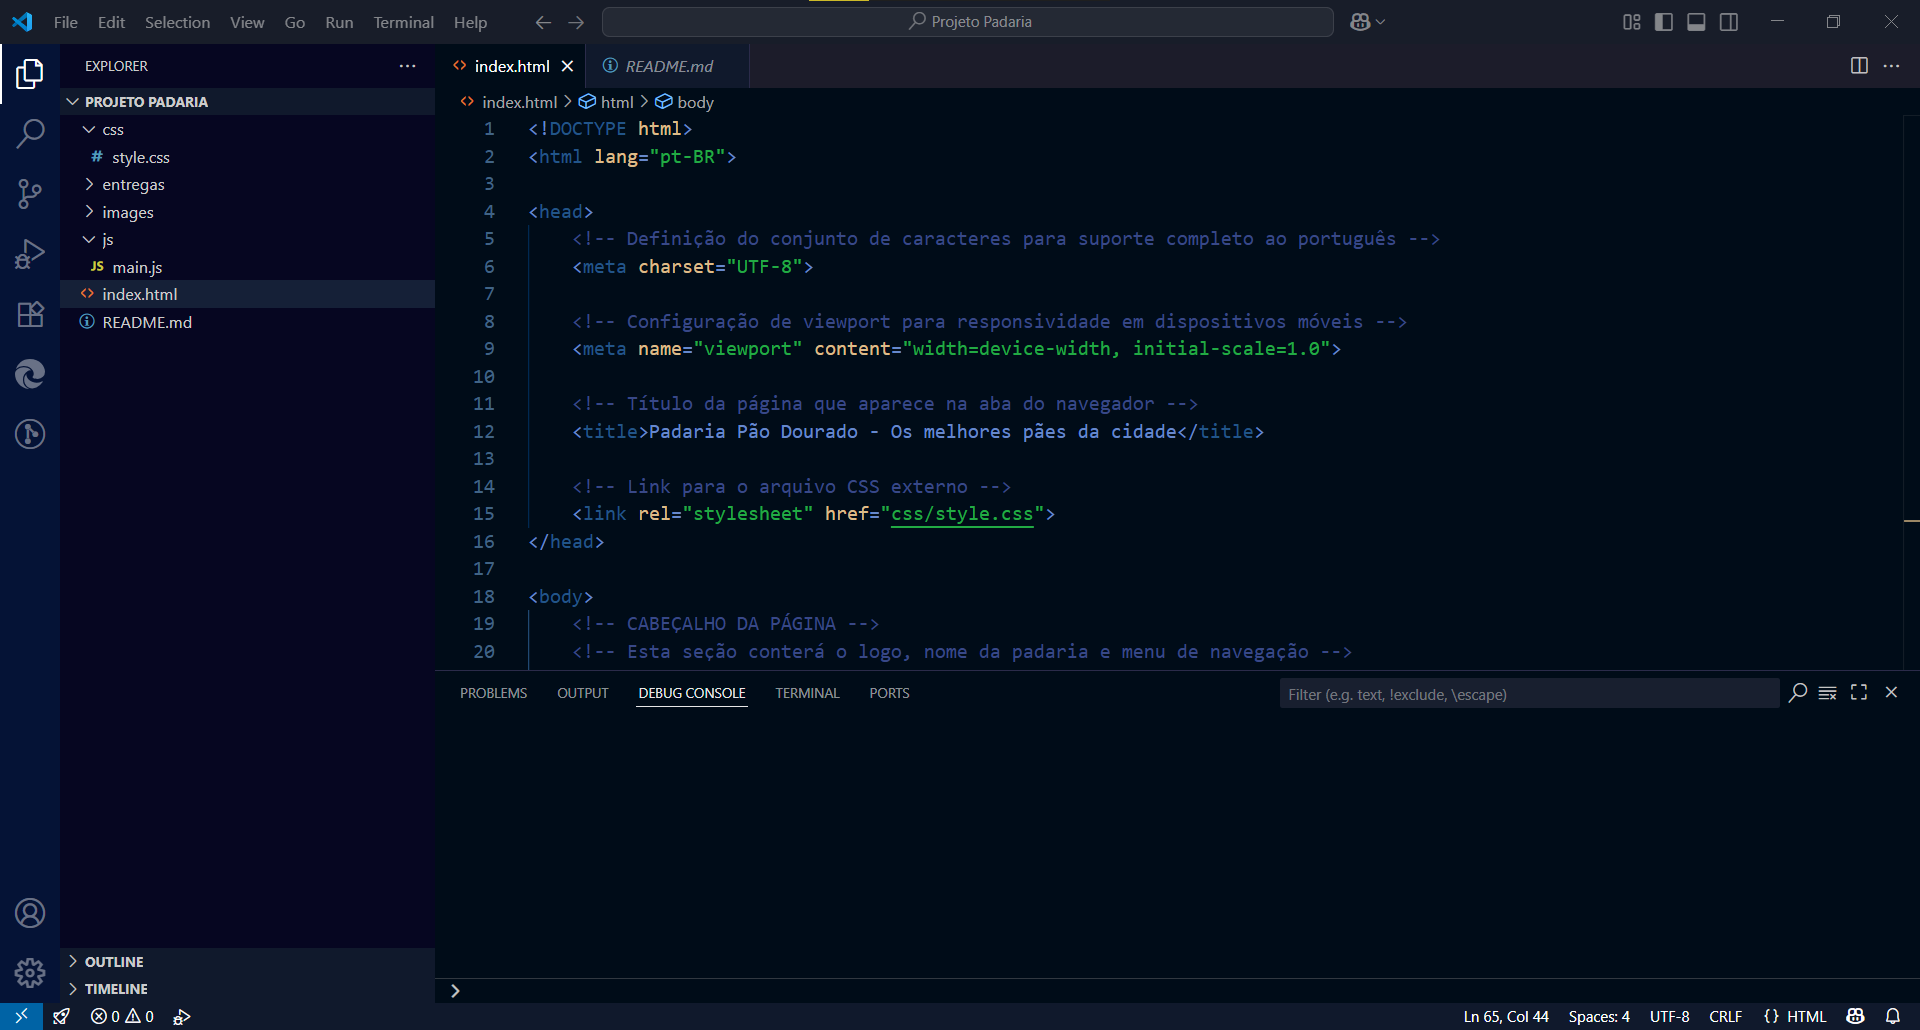 File Edit Selection View Go Run Terminal Help
Projeto Padaria
EXPLORER
PROJETO PADARIA
css
# style.css
entregas
images
js
JS main.js
<> index.html
README.md
OUTLINE
TIMELINE
<> index.html
README.md
<> index.html > html > body
1 <!DOCTYPE html>
2 <html lang="pt-BR">
3
4 <head>
5 <!-- Definição do conjunto de caracteres para suporte completo ao português -->
6 <meta charset="UTF-8">
7
8 <!-- Configuração de viewport para responsividade em dispositivos móveis -->
9 <meta name="viewport" content="width=device-width, initial-scale=1.0">
10
11 <!-- Título da página que aparece na aba do navegador -->
12 <title>Padaria Pão Dourado - Os melhores pães da cidade</title>
13
14 <!-- Link para o arquivo CSS externo -->
15 <link rel="stylesheet" href="css/style.css">
16 </head>
17
18 <body>
19 <!-- CABEÇALHO DA PÁGINA -->
20 <!-- Esta seção conterá o logo, nome da padaria e menu de navegação -->
PROBLEMS OUTPUT DEBUG CONSOLE TERMINAL PORTS
Filter (e.g. text, !exclude, \escape)
0 0
Ln 65, Col 44 Spaces: 4 UTF-8 CRLF {} HTML